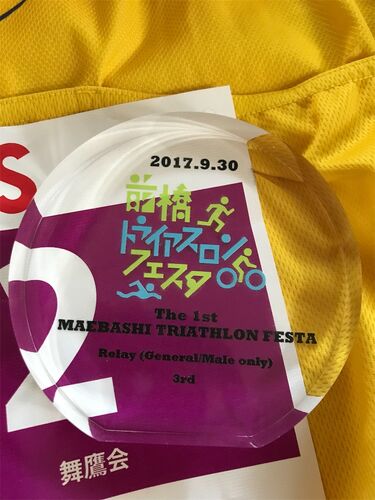 2017.9.30
前橋
トライアスロン
フェスタ
The 1st
MAEBASHI TRIATHLON FESTA
Relay (General/Male only)
3rd
S
2
舞鷹会